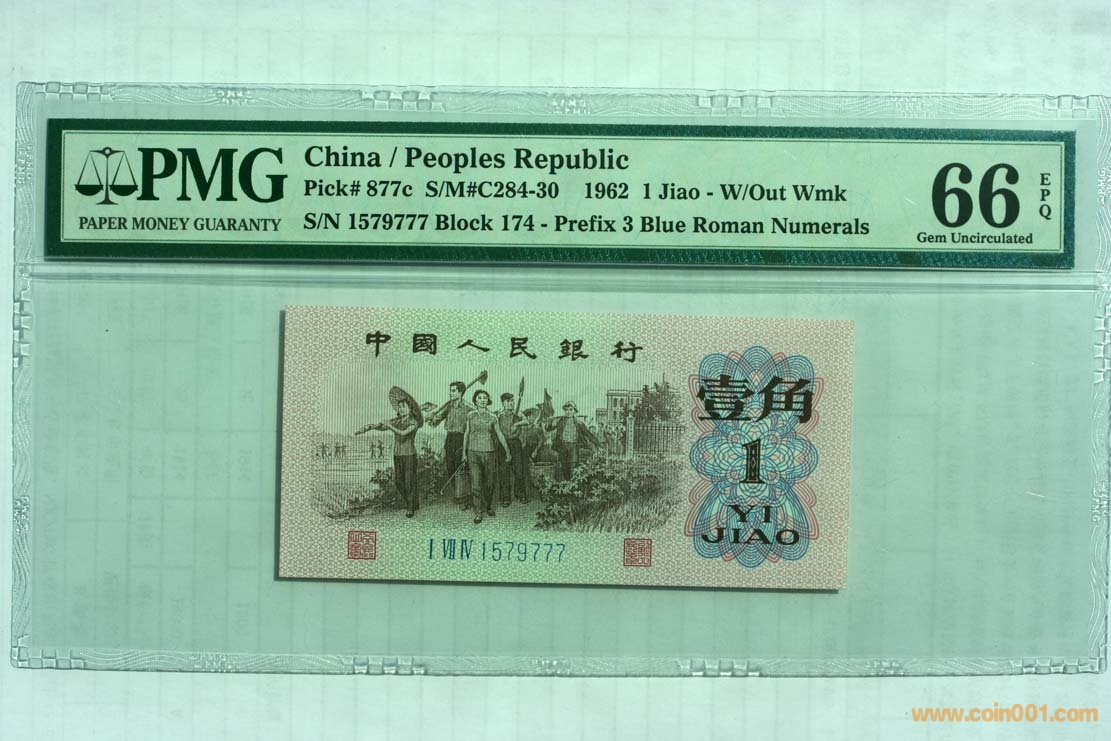 PMG
PAPER MONEY GUARANTY
China / Peoples Republic
Pick# 877c S/M#C284-30 1962 1 Jiao - W/Out Wmk
S/N 1579777 Block 174 - Prefix 3 Blue Roman Numerals
66 EPQ
Gem Uncirculated
中國人民銀行
壹角
1
YI
JIAO
I VII IV 1579777
www.coin001.com